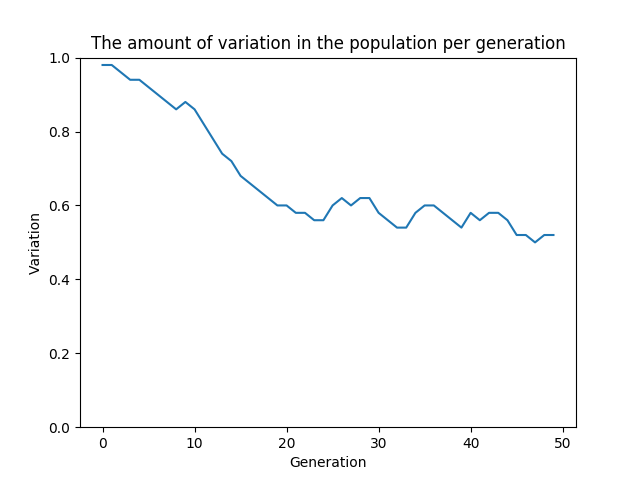 The amount of variation in the population per generation
1.0
0.8
0.6
0.4
0.2
0.0
Variation
0 10 20 30 40 50
Generation